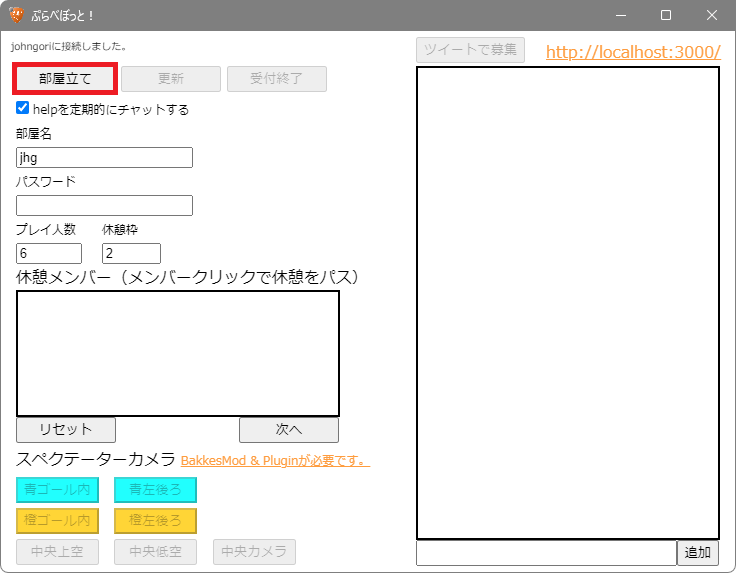 ぷらべぼっと！
johngoriに接続しました。
ツイートで募集
http://localhost:3000/
部屋立て
更新
受付終了
helpを定期的にチャットする
部屋名
jhg
パスワード
プレイ人数
休憩枠
6
2
休憩メンバー（メンバークリックで休憩をパス）
リセット
次へ
スペクテーターカメラ BakkesMod & Pluginが必要です。
青ゴール内
青左後ろ
橙ゴール内
橙左後ろ
中央上空
中央低空
中央カメラ
追加